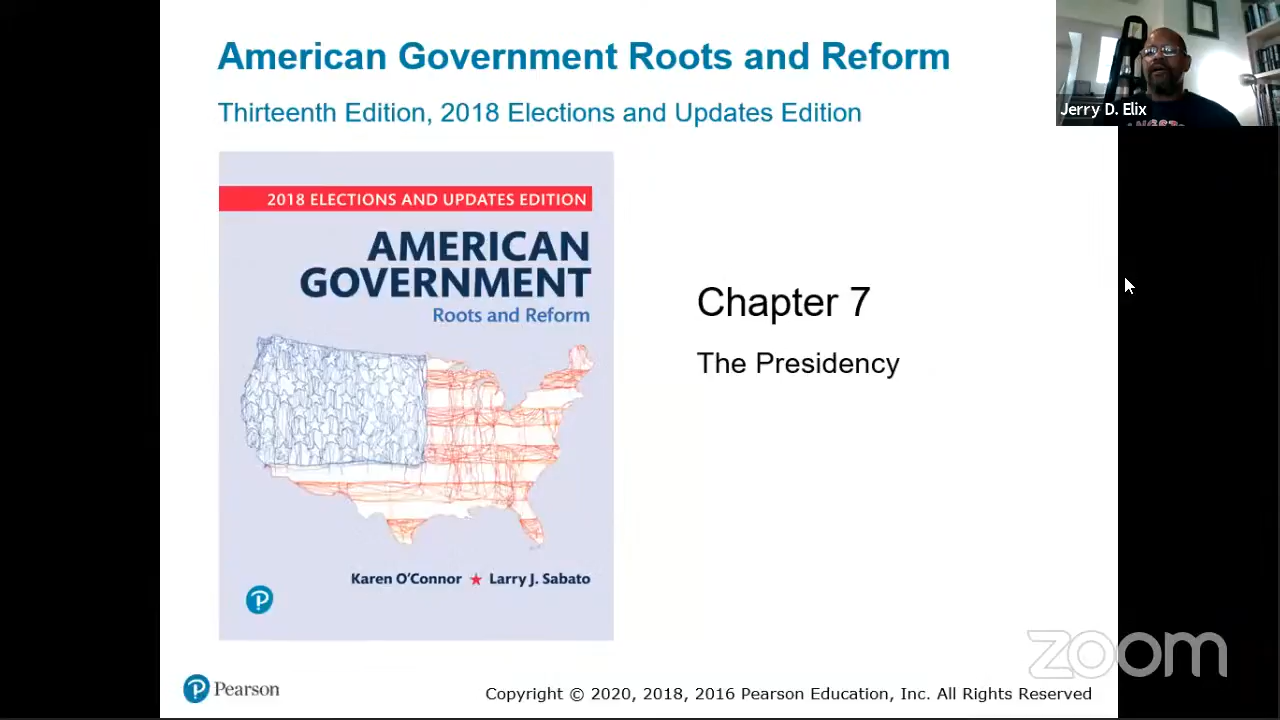 American Government Roots and Reform
Thirteenth Edition, 2018 Elections and Updates Edition
Jerry D. Elix
2018 ELECTIONS AND UPDATES EDITION
AMERICAN
GOVERNMENT
Roots and Reform
Karen O'Connor ★ Larry J. Sabato
P
Chapter 7
The Presidency
zoom
P Pearson
Copyright © 2020, 2018, 2016 Pearson Education, Inc. All Rights Reserved